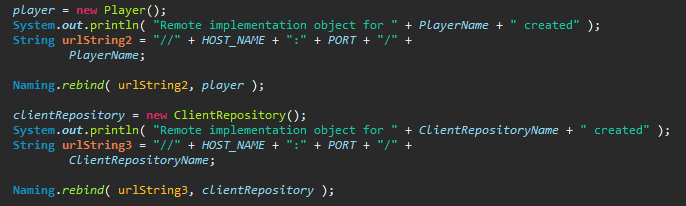 player = new Player();
System.out.println( "Remote implementation object for " + PlayerName + " created" );
String urlString2 = "//" + HOST_NAME + ":" + PORT + "/" +
PlayerName;
Naming.rebind( urlString2, player );
clientRepository = new ClientRepository();
System.out.println( "Remote implementation object for " + ClientRepositoryName + " created" );
String urlString3 = "//" + HOST_NAME + ":" + PORT + "/" +
ClientRepositoryName;
Naming.rebind( urlString3, clientRepository );